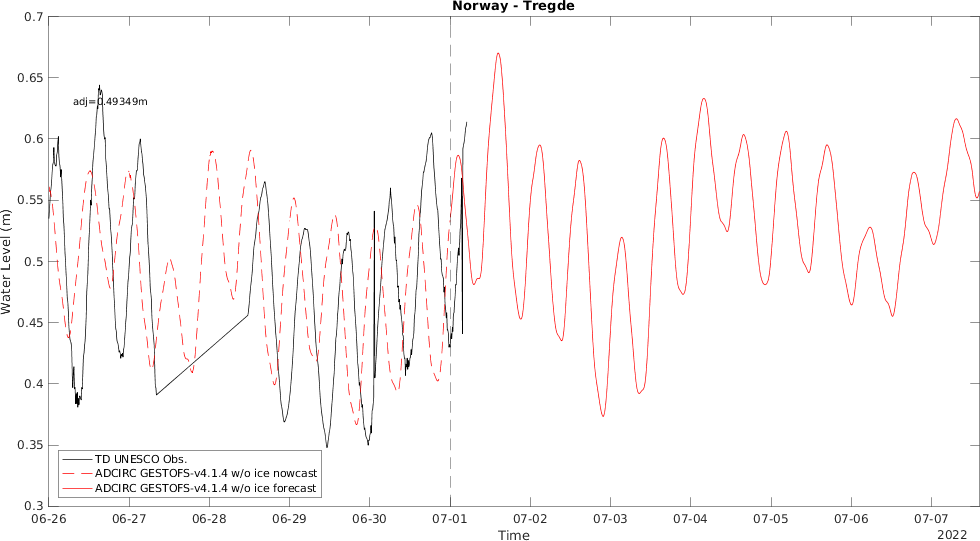 Norway - Tregde
0.7
0.65
0.6
0.55
0.5
0.45
0.4
0.35
0.3
Water Level (m)
adj=0.49349m
TD UNESCO Obs.
ADCIRC GESTOFS-v4.1.4 w/o ice nowcast
ADCIRC GESTOFS-v4.1.4 w/o ice forecast
06-26 06-27 06-28 06-29 06-30 07-01 07-02 07-03 07-04 07-05 07-06 07-07
Time
2022